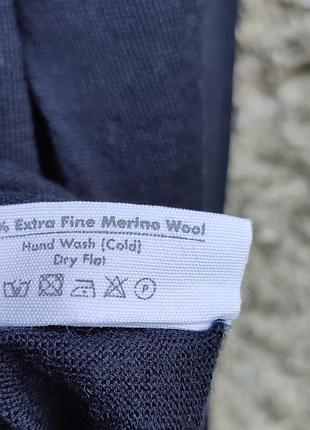 % Extra Fine Merino Wool
Hand Wash (Cold)
Dry Flat
P